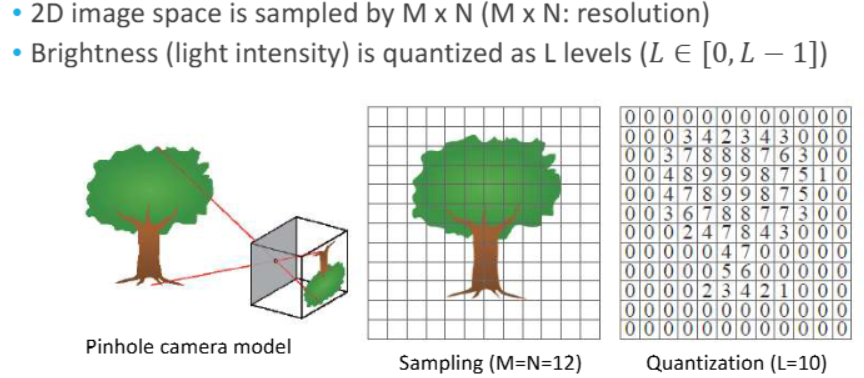 • 2D image space is sampled by M x N (M x N: resolution)
• Brightness (light intensity) is quantized as L levels (L ∈ [0, L − 1])
0 0 0 0 0 0 0 0 0 0 0 0
0 0 0 3 4 2 3 4 3 0 0 0
0 0 3 7 8 8 8 7 6 3 0 0
0 0 4 8 9 9 9 8 7 5 1 0
0 0 4 7 8 9 9 8 7 5 0 0
0 0 3 6 7 8 8 7 7 3 0 0
0 0 0 2 4 7 8 4 3 0 0 0
0 0 0 0 0 4 7 0 0 0 0 0
0 0 0 0 0 5 6 0 0 0 0 0
0 0 0 0 2 3 4 2 1 0 0 0
0 0 0 0 0 0 0 0 0 0 0 0
0 0 0 0 0 0 0 0 0 0 0 0
Pinhole camera model
Sampling (M=N=12)
Quantization (L=10)